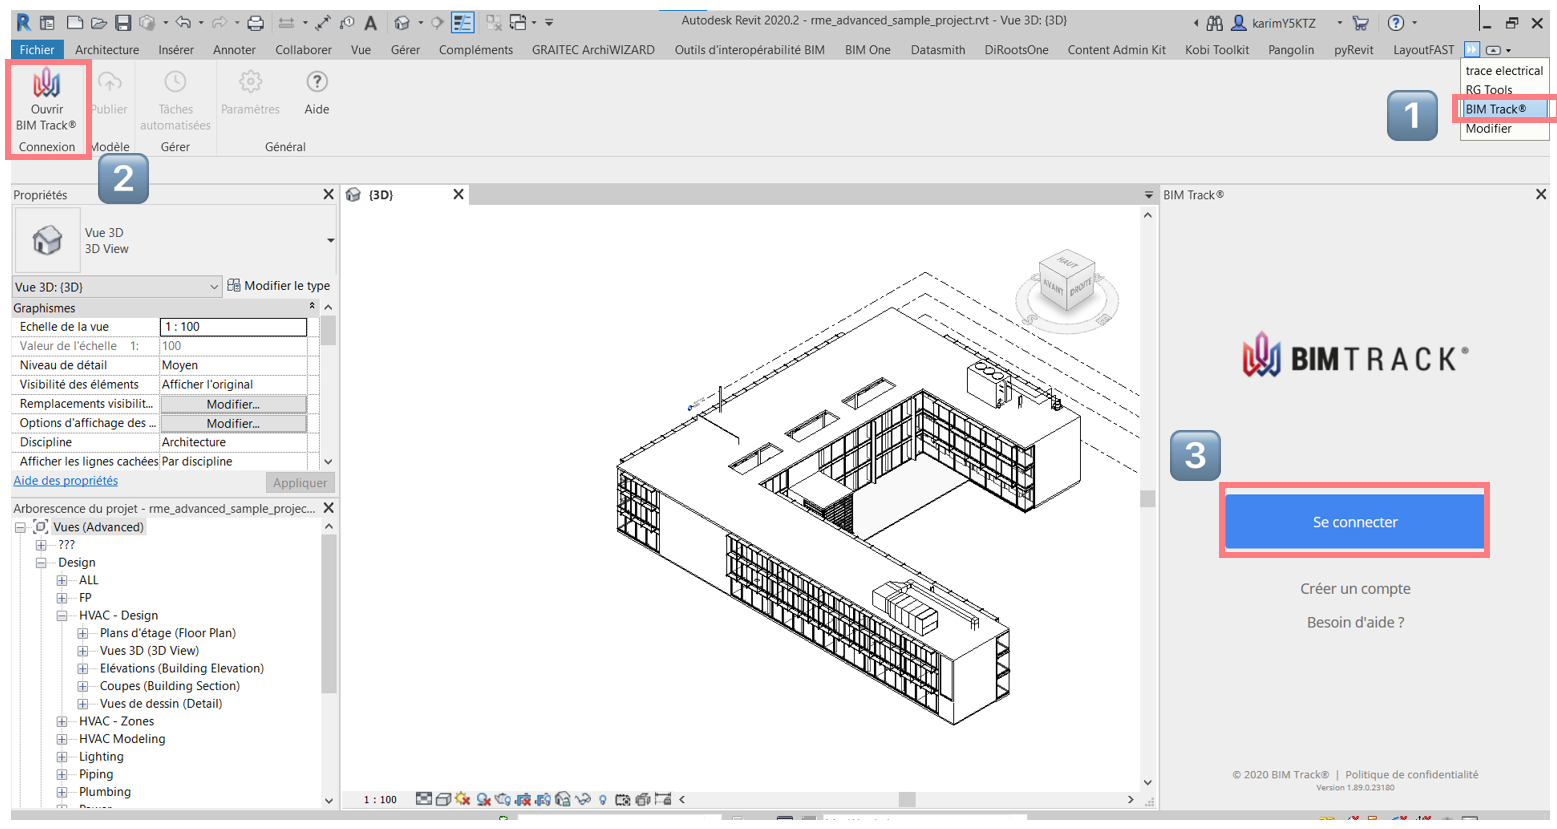 Autodesk Revit 2020.2 - rme_advanced_sample_project.rvt - Vue 3D: {3D}
karimY5KTZ
Fichier Architecture Insérer Annoter Collaborer Vue Gérer Compléments GRAITEC ArchiWIZARD Outils d'interopérabilité BIM BIM One Datasmith DiRootsOne Content Admin Kit Kobi Toolkit Pangolin pyRevit LayoutFAST
trace electrical
RG Tools
BIM Track®
Modifier
1
Ouvrir
BIM Track®
Publier
Tâches
automatisées
Paramètres
Aide
Connexion
Modèle
Gérer
Général
2
Propriétés
Vue 3D
3D View
Vue 3D: {3D}
Modifier le type
Graphismes
Echelle de la vue 1 : 100
Valeur de l'échelle 1: 100
Niveau de détail Moyen
Visibilité des éléments Afficher l'original
Remplacements visibilit... Modifier...
Options d'affichage des ... Modifier...
Discipline Architecture
Afficher les lignes cachées Par discipline
Aide des propriétés
Appliquer
Arborescence du projet - rme_advanced_sample_projec...
Vues (Advanced)
???
Design
ALL
FP
HVAC - Design
Plans d'étage (Floor Plan)
Vues 3D (3D View)
Elévations (Building Elevation)
Coupes (Building Section)
Vues de dessin (Detail)
HVAC - Zones
HVAC Modeling
Lighting
Piping
Plumbing
{3D}
HAUT
AVANT
DROITE
1 : 100
BIM Track®
BIMTRACK®
3
Se connecter
Créer un compte
Besoin d'aide ?
© 2020 BIM Track® | Politique de confidentialité
Version 1.89.0.23180